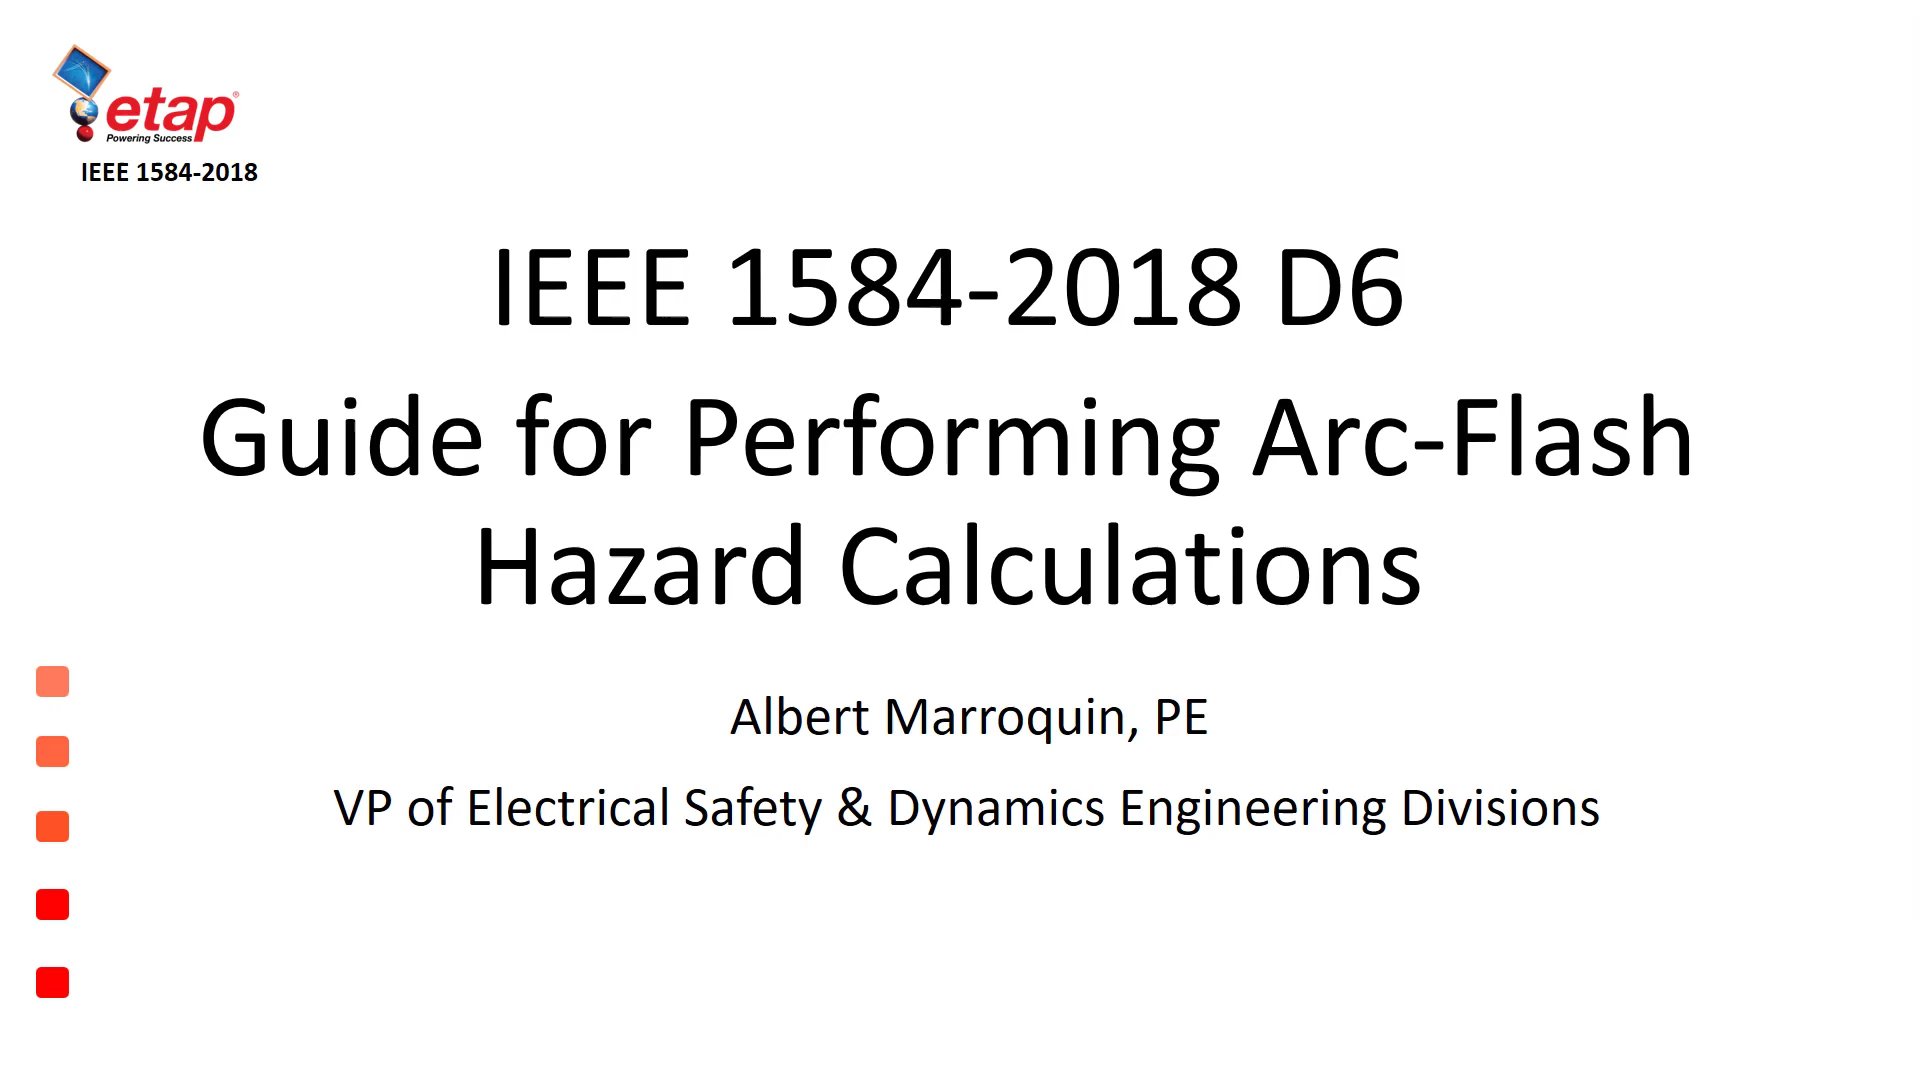 etap®
Powering Success
IEEE 1584-2018
IEEE 1584-2018 D6
Guide for Performing Arc-Flash
Hazard Calculations
Albert Marroquin, PE
VP of Electrical Safety & Dynamics Engineering Divisions